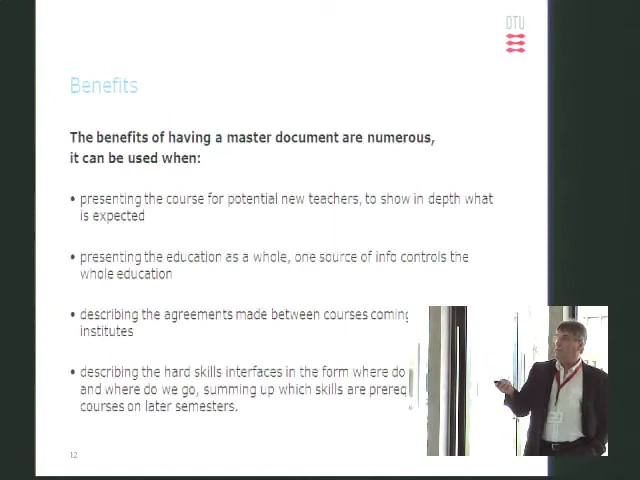 DTU
Benefits
The benefits of having a master document are numerous,
it can be used when:
• presenting the course for potential new teachers, to show in depth what
is expected
• presenting the education as a whole, one source of info controls the
whole education
• describing the agreements made between courses coming
institutes
• describing the hard skills interfaces in the form where do
and where do we go, summing up which skills are
courses on later semesters.
12